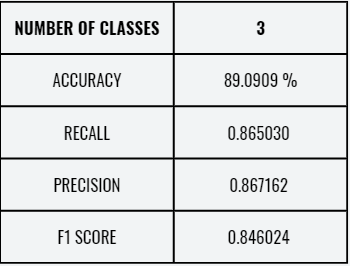 NUMBER OF CLASSES 3
ACCURACY 89.0909 %
RECALL 0.865030
PRECISION 0.867162
F1 SCORE 0.846024